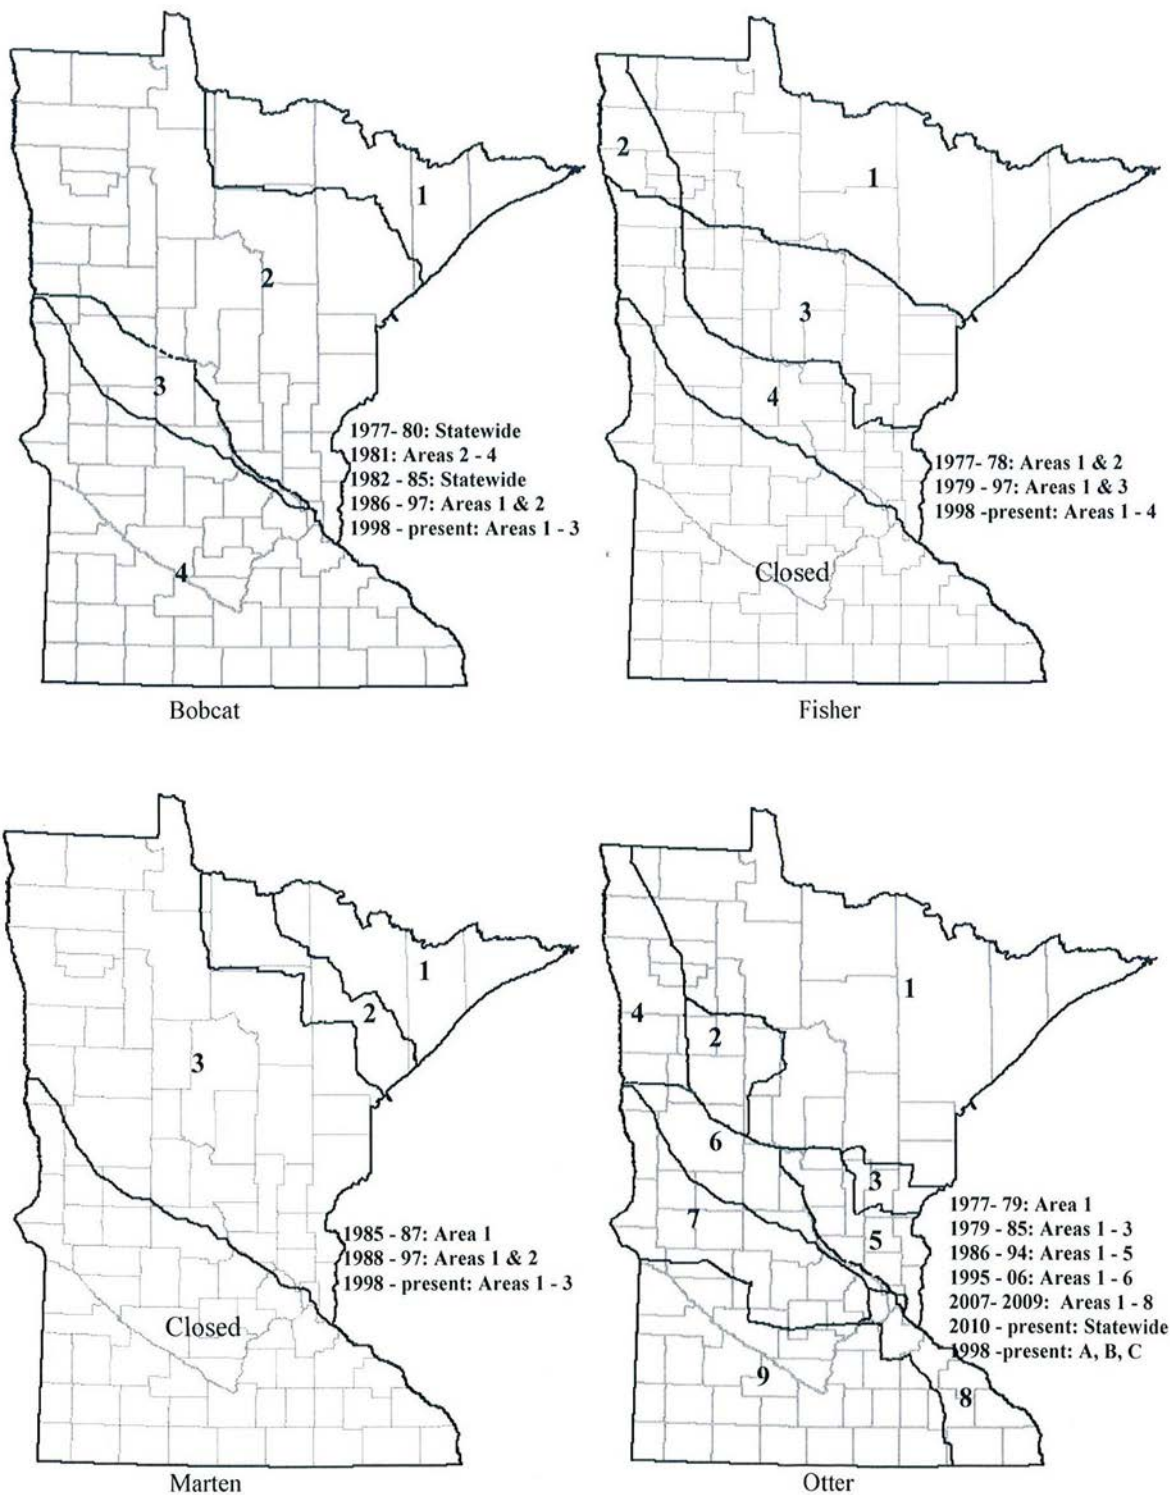 1
2
3
1977- 80: Statewide
1981: Areas 2 - 4
1982 - 85: Statewide
1986 - 97: Areas 1 & 2
1998 - present: Areas 1 - 3
4
Bobcat
2
1
3
4
1977- 78: Areas 1 & 2
1979 - 97: Areas 1 & 3
1998 -present: Areas 1 - 4
Closed
Fisher
1
2
3
1985 - 87: Area 1
1988 - 97: Areas 1 & 2
1998 - present: Areas 1 - 3
Closed
Marten
1
4
2
6
3
7
5
1977- 79: Area 1
1979 - 85: Areas 1 - 3
1986 - 94: Areas 1 - 5
1995 - 06: Areas 1 - 6
2007- 2009: Areas 1 - 8
2010 - present: Statewide
1998 -present: A, B, C
9
8
Otter